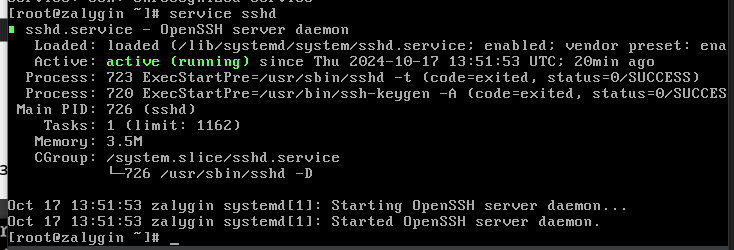 [root@zalygin ~]# service sshd
sshd.service - OpenSSH server daemon
Loaded: loaded (/lib/systemd/system/sshd.service; enabled; vendor preset: ena
Active: active (running) since Thu 2024-10-17 13:51:53 UTC; 20min ago
Process: 723 ExecStartPre=/usr/sbin/sshd -t (code=exited, status=0/SUCCESS)
Process: 720 ExecStartPre=/usr/bin/ssh-keygen -A (code=exited, status=0/SUCCES
Main PID: 726 (sshd)
Tasks: 1 (limit: 1162)
Memory: 3.5M
CGroup: /system.slice/sshd.service
└─726 /usr/sbin/sshd -D
Oct 17 13:51:53 zalygin systemd[1]: Starting OpenSSH server daemon...
Oct 17 13:51:53 zalygin systemd[1]: Started OpenSSH server daemon.
[root@zalygin ~]# _